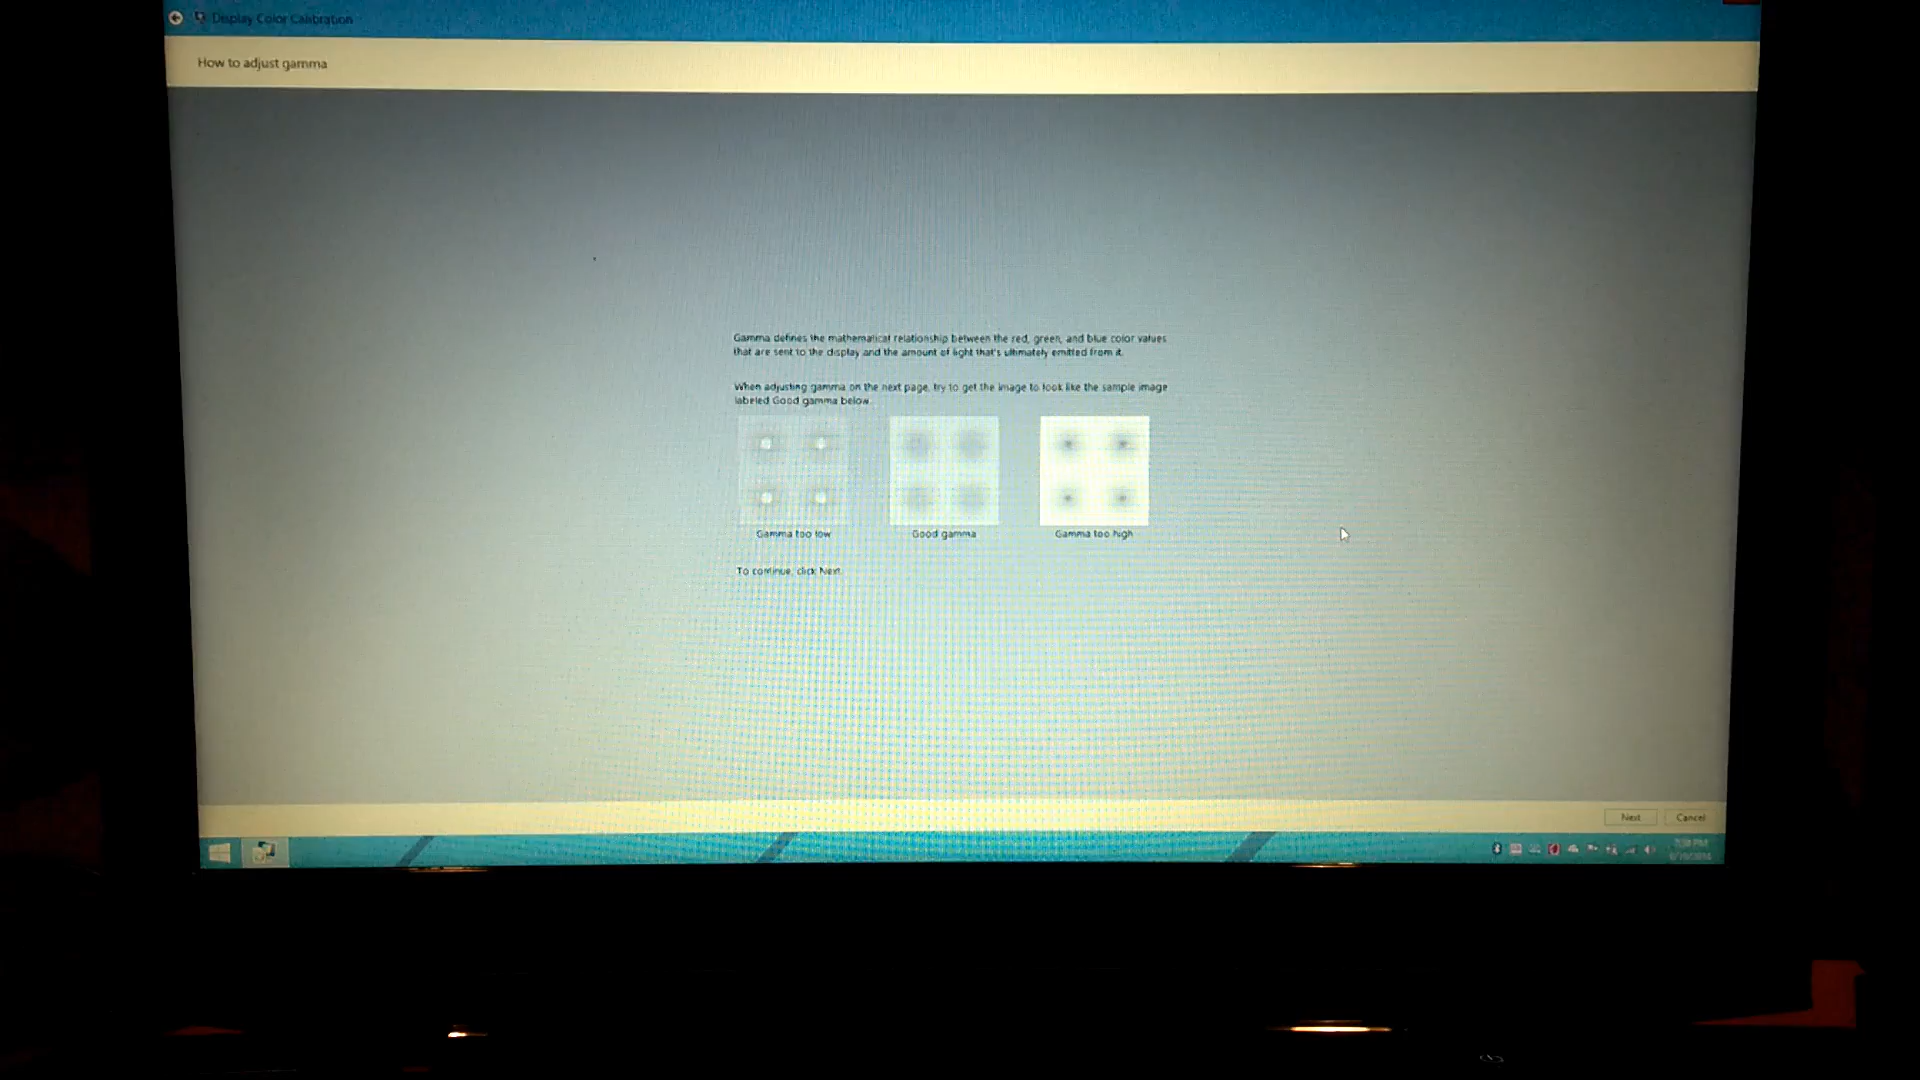 Display Color Calibration
How to adjust gamma
Gamma defines the mathematical relationship between the red, green, and blue color values
that are sent to the display and the amount of light that's ultimately emitted from it.
When adjusting gamma on the next page, try to get the image to look like the sample image
labeled Good gamma below.
Gamma too low
Good gamma
Gamma too high
To continue, click Next.
Next
Cancel